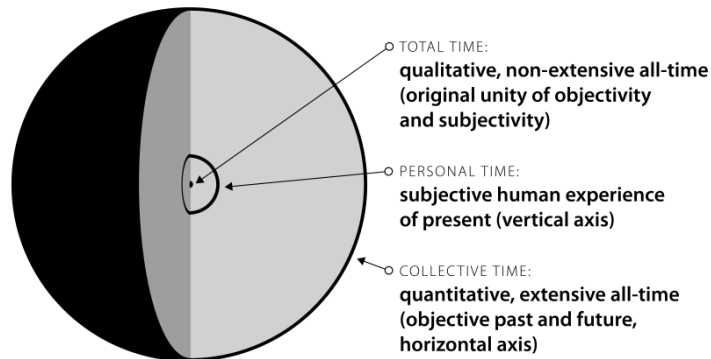 TOTAL TIME:
qualitative, non-extensive all-time
(original unity of objectivity
and subjectivity)
PERSONAL TIME:
subjective human experience
of present (vertical axis)
COLLECTIVE TIME:
quantitative, extensive all-time
(objective past and future,
horizontal axis)